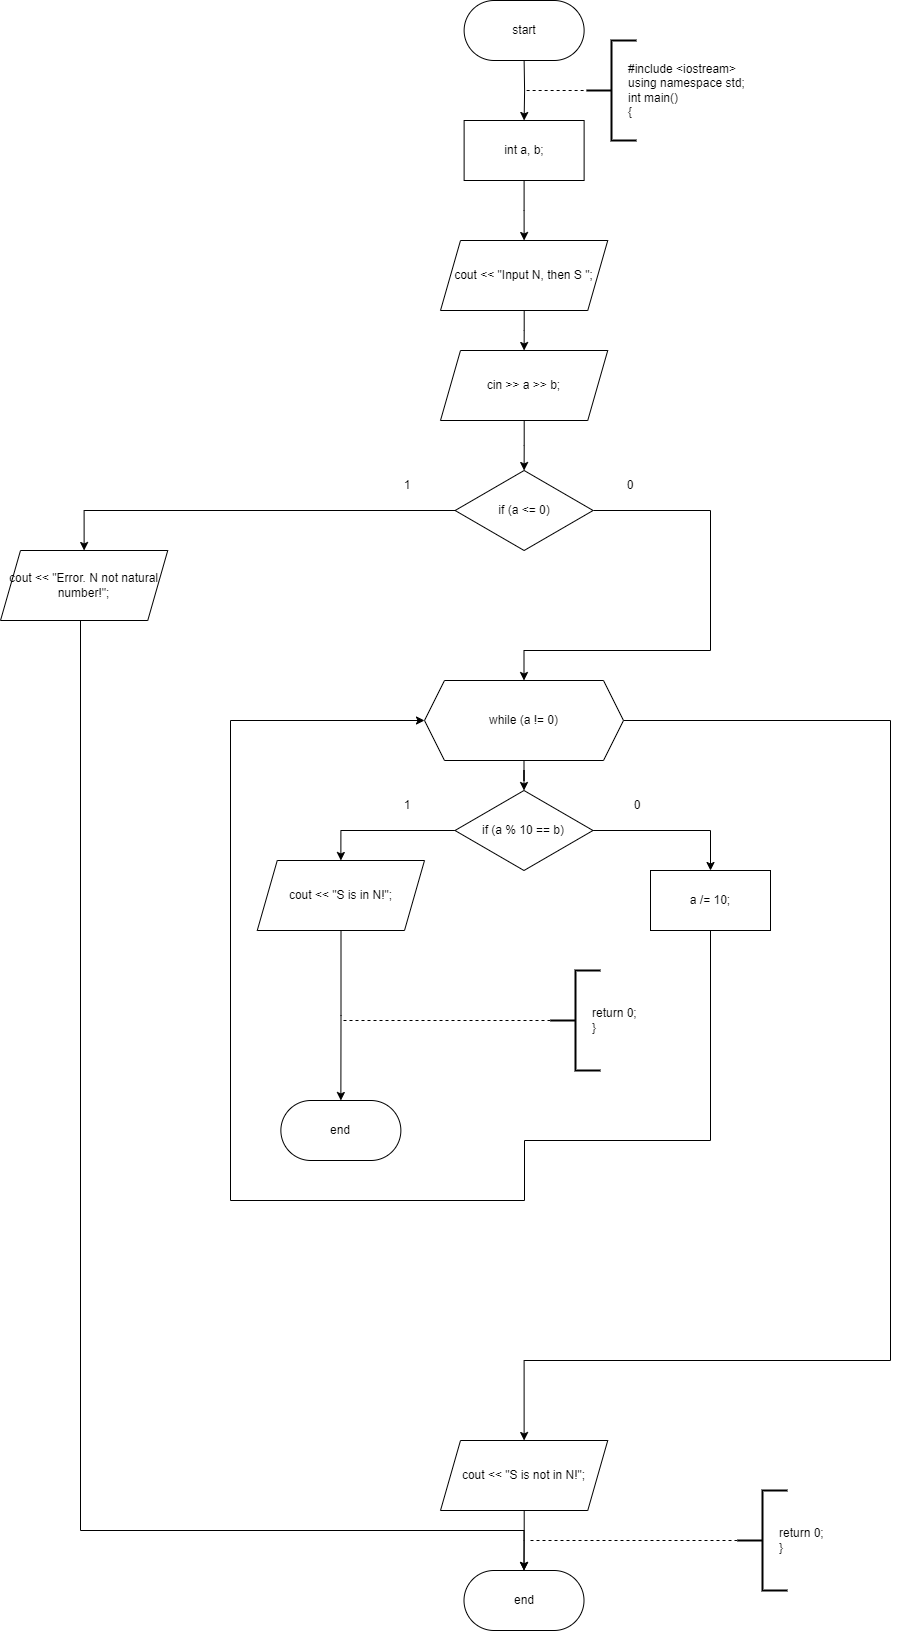 start
#include <iostream>
using namespace std;
int main()
{
int a, b;
cout << "Input N, then S ";
cin >> a >> b;
1
0
if (a <= 0)
cout << "Error. N not natural
number!";
while (a != 0)
1
0
if (a % 10 == b)
cout << "S is in N!";
a /= 10;
return 0;
}
end
cout << "S is not in N!";
return 0;
}
end